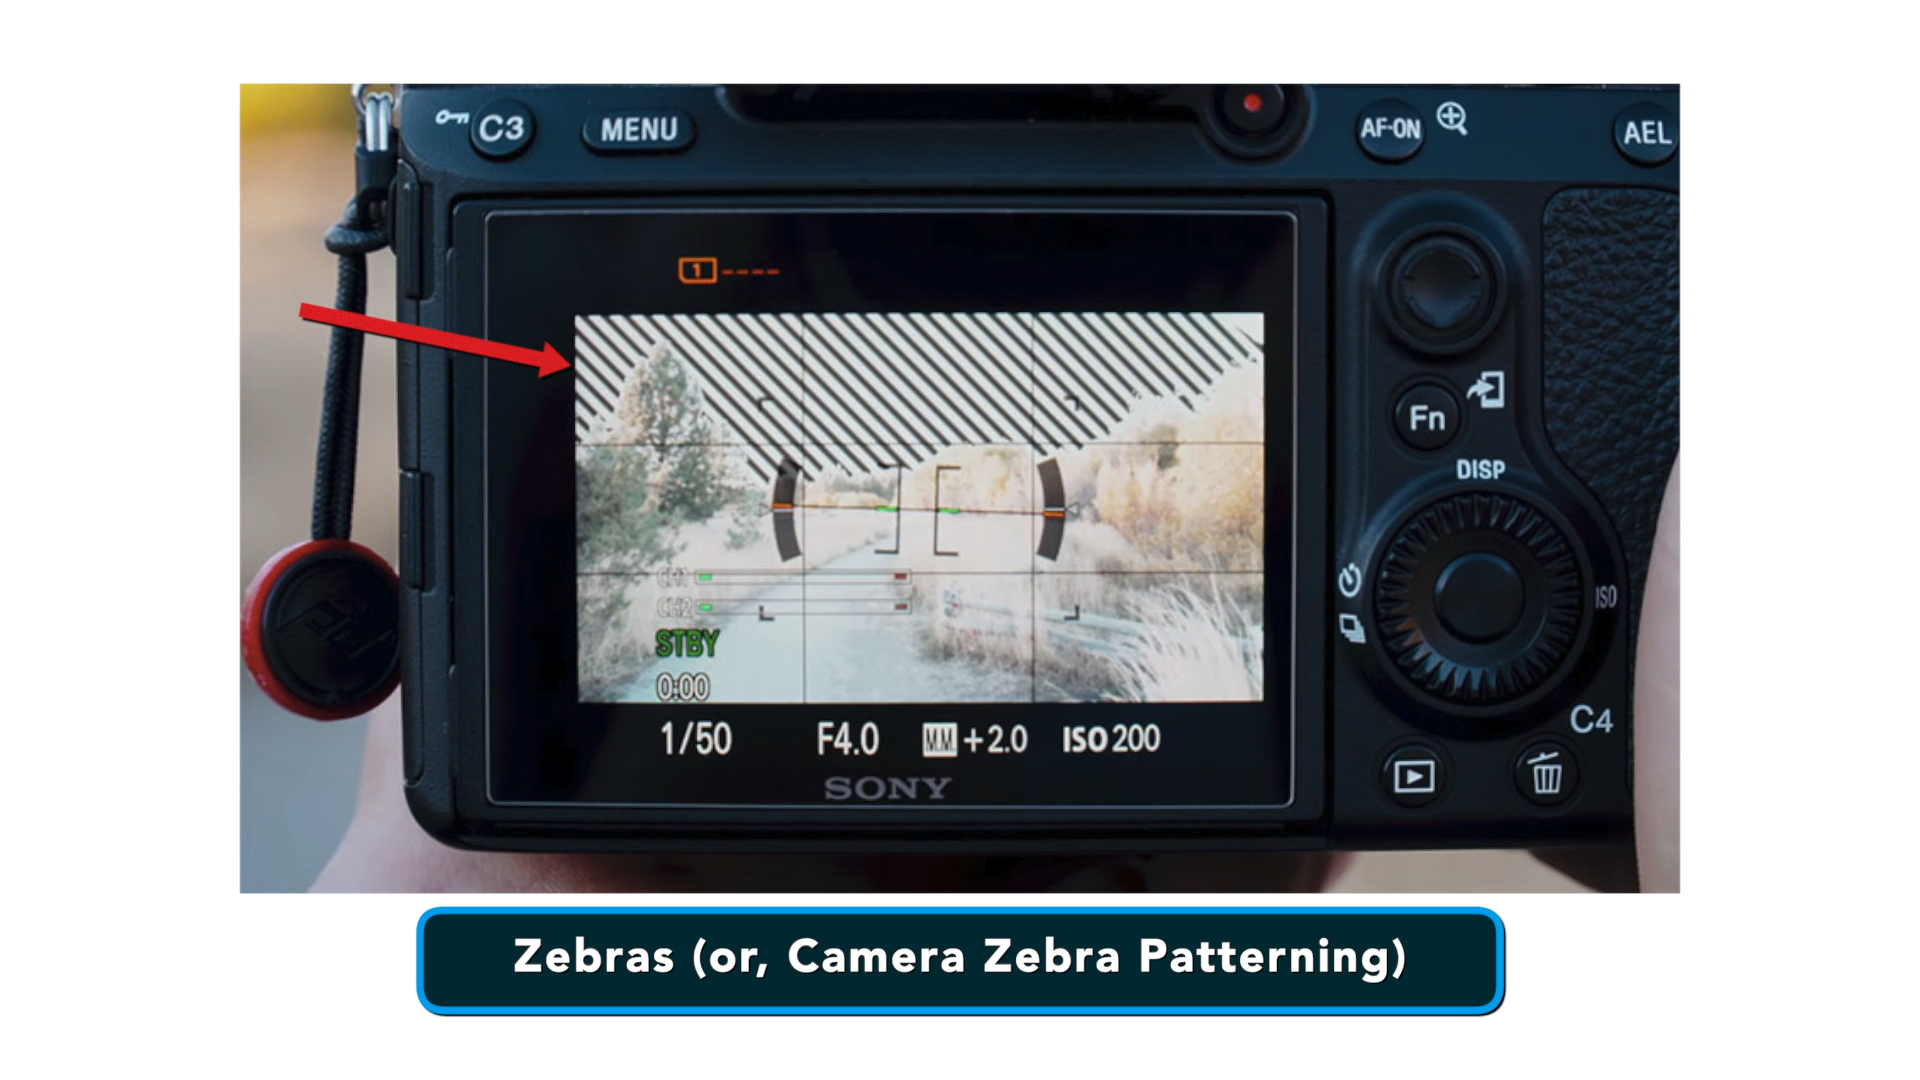 C3 MENU AF-ON AEL
1----
Fn
DISP
CH1
CH2
STBY
0:00
ISO
1/50 F4.0 M.M. +2.0 ISO 200
C4
SONY
Zebras (or, Camera Zebra Patterning)